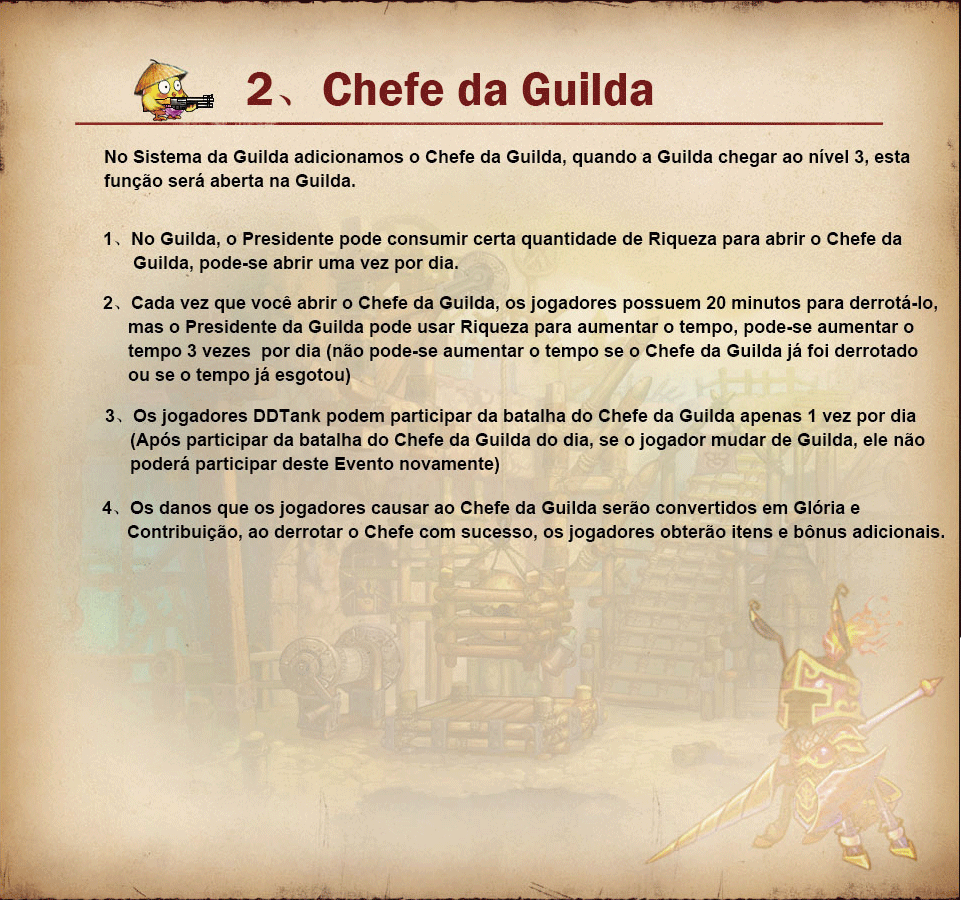 2、Chefe da Guilda
No Sistema da Guilda adicionamos o Chefe da Guilda, quando a Guilda chegar ao nível 3, esta
função será aberta na Guilda.
1、No Guilda, o Presidente pode consumir certa quantidade de Riqueza para abrir o Chefe da
Guilda, pode-se abrir uma vez por dia.
2、Cada vez que você abrir o Chefe da Guilda, os jogadores possuem 20 minutos para derrotá-lo,
mas o Presidente da Guilda pode usar Riqueza para aumentar o tempo, pode-se aumentar o
tempo 3 vezes  por dia (não pode-se aumentar o tempo se o Chefe da Guilda já foi derrotado
ou se o tempo já esgotou)
3、Os jogadores DDTank podem participar da batalha do Chefe da Guilda apenas 1 vez por dia
(Após participar da batalha do Chefe da Guilda do dia, se o jogador mudar de Guilda, ele não
poderá participar deste Evento novamente)
4、Os danos que os jogadores causar ao Chefe da Guilda serão convertidos em Glória e
Contribuição, ao derrotar o Chefe com sucesso, os jogadores obterão itens e bônus adicionais.